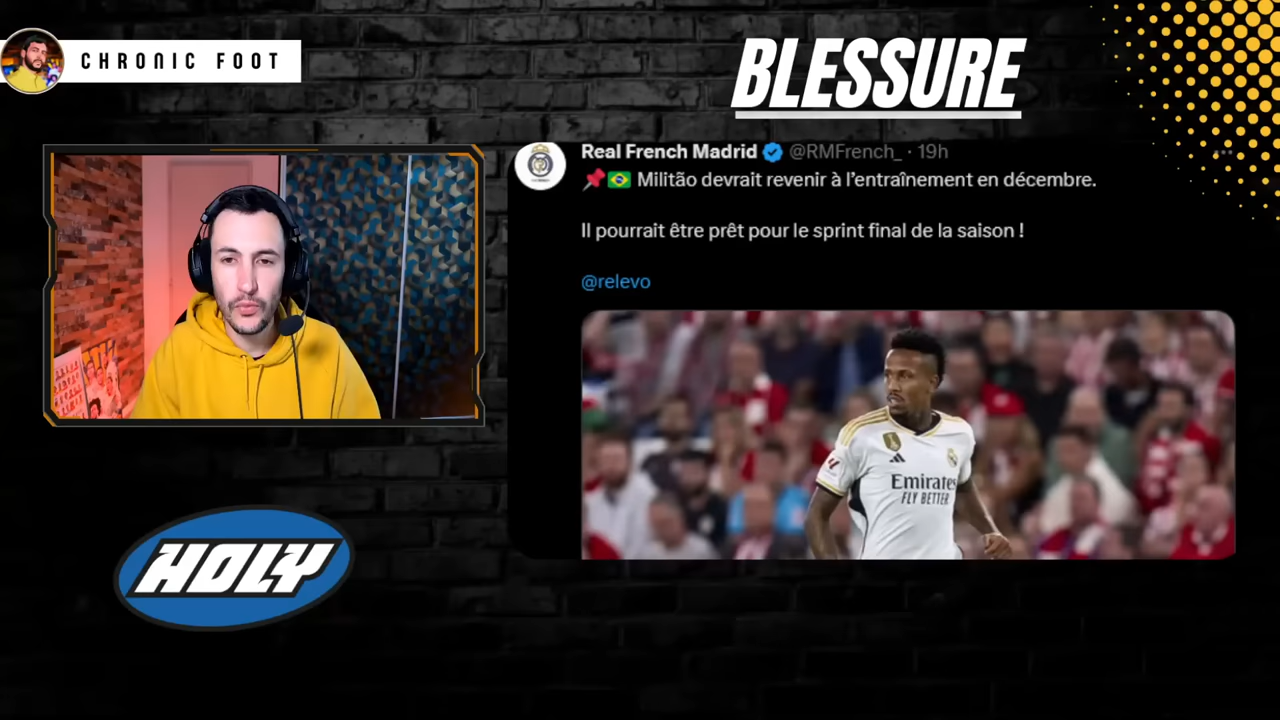 CHRONIC FOOT
BLESSURE
Real French Madrid @RMFrench_ · 19h
Militão devrait revenir à l’entraînement en décembre.
Il pourrait être prêt pour le sprint final de la saison !
@relevo
Emirates
FLY BETTER
HOLY